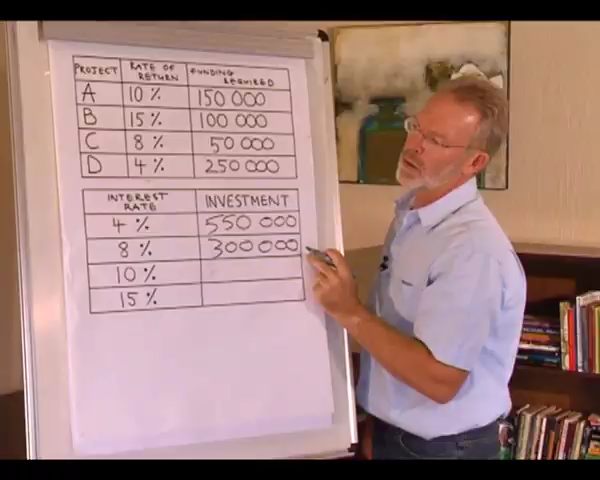 PROJECT RATE OF RETURN FUNDING REQUIRED
A 10 % 150 000
B 15 % 100 000
C 8 % 50 000
D 4 % 250 000
INTEREST RATE INVESTMENT
4 % 550 000
8 % 300 000
10 %
15 %